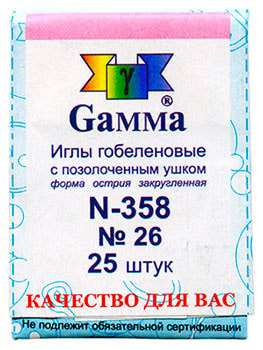 γ
Gamma®
Иглы гобеленовые
с позолоченным ушком
форма острия закругленная
N-358
№ 26
25 штук
КАЧЕСТВО ДЛЯ ВАС
Не подлежит обязательной сертификации